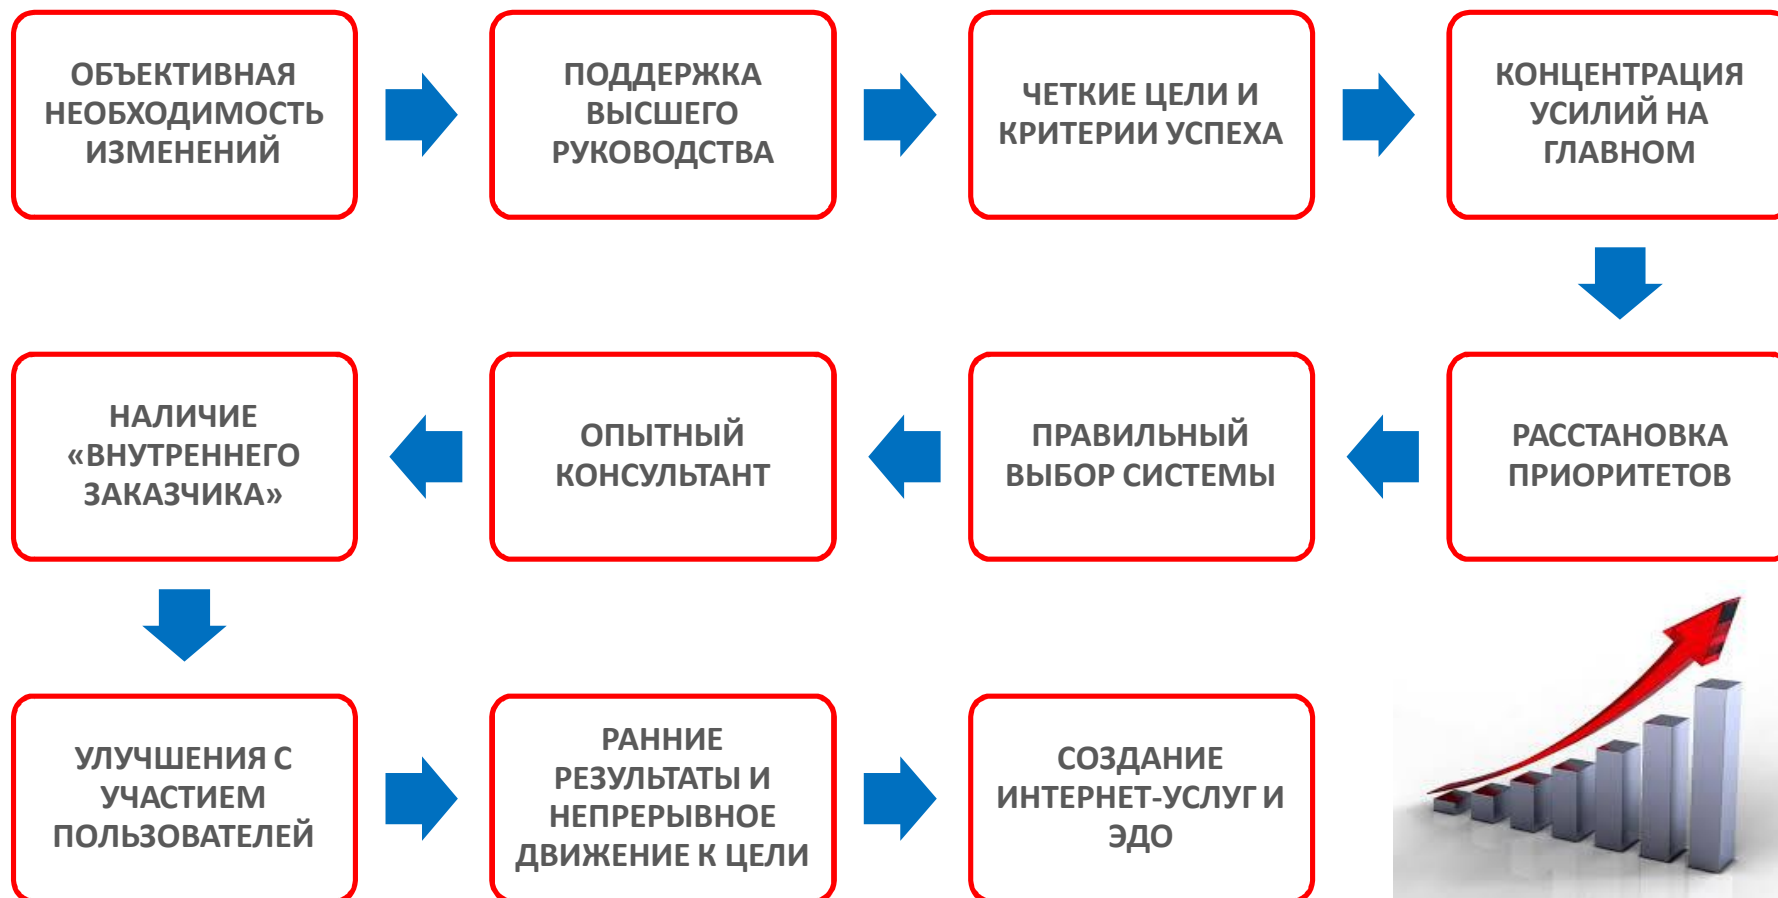 ОБЪЕКТИВНАЯ
НЕОБХОДИМОСТЬ
ИЗМЕНЕНИЙ
ПОДДЕРЖКА
ВЫСШЕГО
РУКОВОДСТВА
ЧЕТКИЕ ЦЕЛИ И
КРИТЕРИИ УСПЕХА
КОНЦЕНТРАЦИЯ
УСИЛИЙ НА
ГЛАВНОМ
РАССТАНОВКА
ПРИОРИТЕТОВ
ПРАВИЛЬНЫЙ
ВЫБОР СИСТЕМЫ
ОПЫТНЫЙ
КОНСУЛЬТАНТ
НАЛИЧИЕ
«ВНУТРЕННЕГО
ЗАКАЗЧИКА»
УЛУЧШЕНИЯ С
УЧАСТИЕМ
ПОЛЬЗОВАТЕЛЕЙ
РАННИЕ
РЕЗУЛЬТАТЫ И
НЕПРЕРЫВНОЕ
ДВИЖЕНИЕ К ЦЕЛИ
СОЗДАНИЕ
ИНТЕРНЕТ-УСЛУГ И
ЭДО